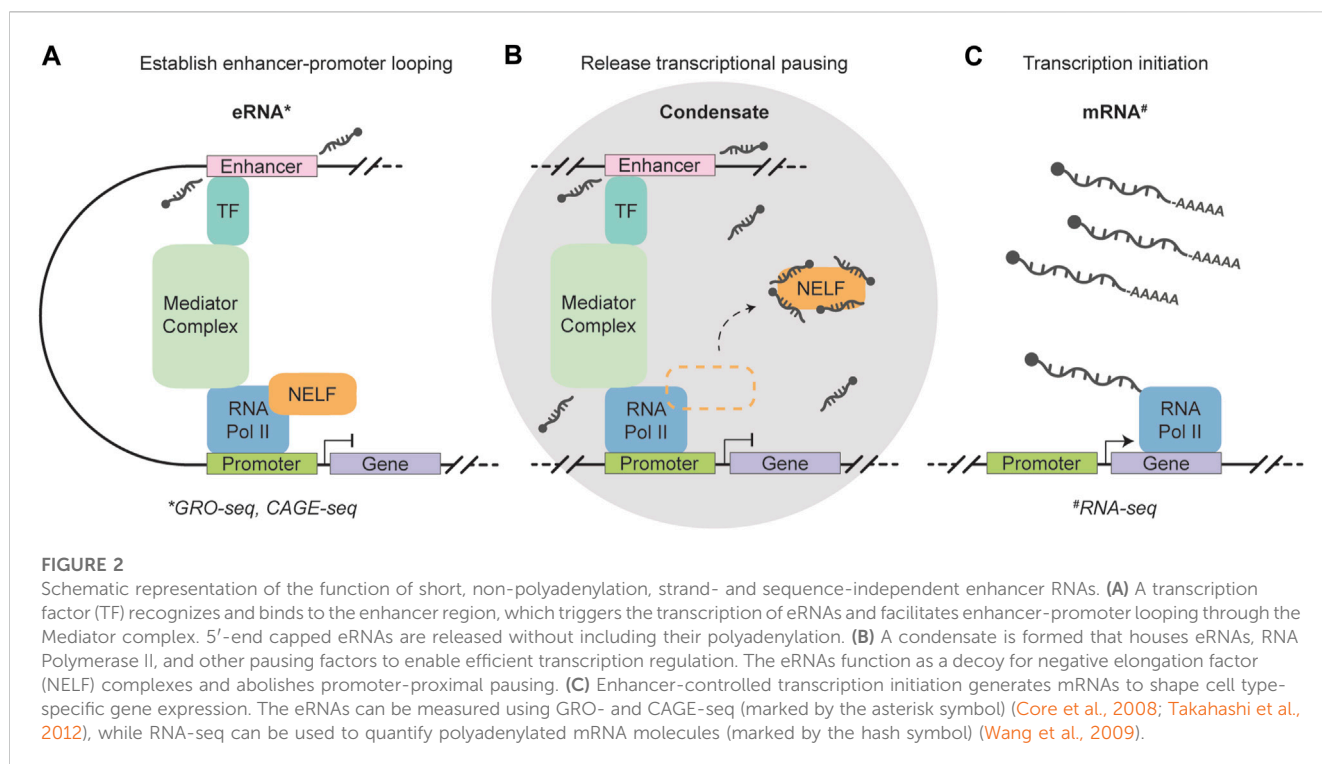 A
Establish enhancer-promoter looping
eRNA*
Enhancer
TF
Mediator
Complex
NELF
RNA
Pol II
Promoter
Gene
*GRO-seq, CAGE-seq
B
Release transcriptional pausing
Condensate
Enhancer
TF
Mediator
Complex
NELF
RNA
Pol II
Promoter
Gene
C
Transcription initiation
mRNA#
-AAAAA
-AAAAA
-AAAAA
RNA
Pol II
Promoter
Gene
#RNA-seq
FIGURE 2
Schematic representation of the function of short, non-polyadenylation, strand- and sequence-independent enhancer RNAs. (A) A transcription
factor (TF) recognizes and binds to the enhancer region, which triggers the transcription of eRNAs and facilitates enhancer-promoter looping through the
Mediator complex. 5′-end capped eRNAs are released without including their polyadenylation. (B) A condensate is formed that houses eRNAs, RNA
Polymerase II, and other pausing factors to enable efficient transcription regulation. The eRNAs function as a decoy for negative elongation factor
(NELF) complexes and abolishes promoter-proximal pausing. (C) Enhancer-controlled transcription initiation generates mRNAs to shape cell type-
specific gene expression. The eRNAs can be measured using GRO- and CAGE-seq (marked by the asterisk symbol) (Core et al., 2008; Takahashi et al.,
2012), while RNA-seq can be used to quantify polyadenylated mRNA molecules (marked by the hash symbol) (Wang et al., 2009).